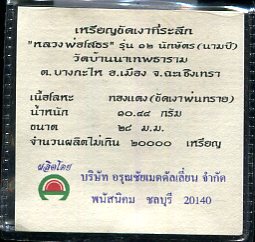 เหรียญขัดเงาที่ระลึก
"หลวงพ่อโสธร" รุ่น ๑๒ นักษัตร (นามปี)
วัดบ้านนาเทพธาราม
ต.บางกะไห อ.เมือง จ.ฉะเชิงเทรา
เนื้อโลหะ ทองแดง (ขัดเงาพ่นทราย)
น้ำหนัก ๑๐.๕๕ กรัม
ขนาด ๒๘ ม.ม.
จำนวนผลิตไม่เกิน ๒๐๐๐๐ เหรียญ
ผลิตโดย
บริษัท อรุณชัยเมดดัลเลี่ยน จำกัด
พนัสนิคม ชลบุรี 20140